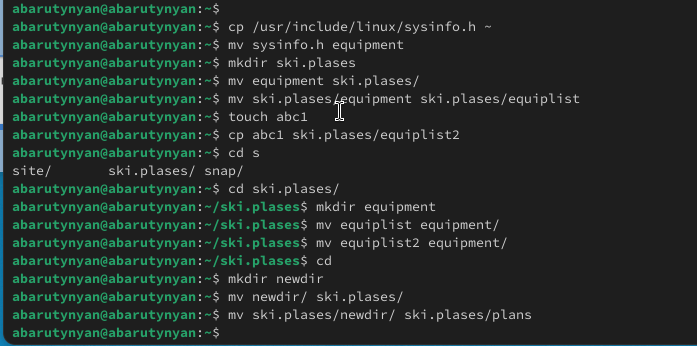 abarutynyan@abarutynyan:~$
abarutynyan@abarutynyan:~$ cp /usr/include/linux/sysinfo.h ~
abarutynyan@abarutynyan:~$ mv sysinfo.h equipment
abarutynyan@abarutynyan:~$ mkdir ski.plases
abarutynyan@abarutynyan:~$ mv equipment ski.plases/
abarutynyan@abarutynyan:~$ mv ski.plases/equipment ski.plases/equiplist
abarutynyan@abarutynyan:~$ touch abc1
abarutynyan@abarutynyan:~$ cp abc1 ski.plases/equiplist2
abarutynyan@abarutynyan:~$ cd s
site/       ski.plases/ snap/
abarutynyan@abarutynyan:~$ cd ski.plases/
abarutynyan@abarutynyan:~/ski.plases$ mkdir equipment
abarutynyan@abarutynyan:~/ski.plases$ mv equiplist equipment/
abarutynyan@abarutynyan:~/ski.plases$ mv equiplist2 equipment/
abarutynyan@abarutynyan:~/ski.plases$ cd
abarutynyan@abarutynyan:~$ mkdir newdir
abarutynyan@abarutynyan:~$ mv newdir/ ski.plases/
abarutynyan@abarutynyan:~$ mv ski.plases/newdir/ ski.plases/plans
abarutynyan@abarutynyan:~$